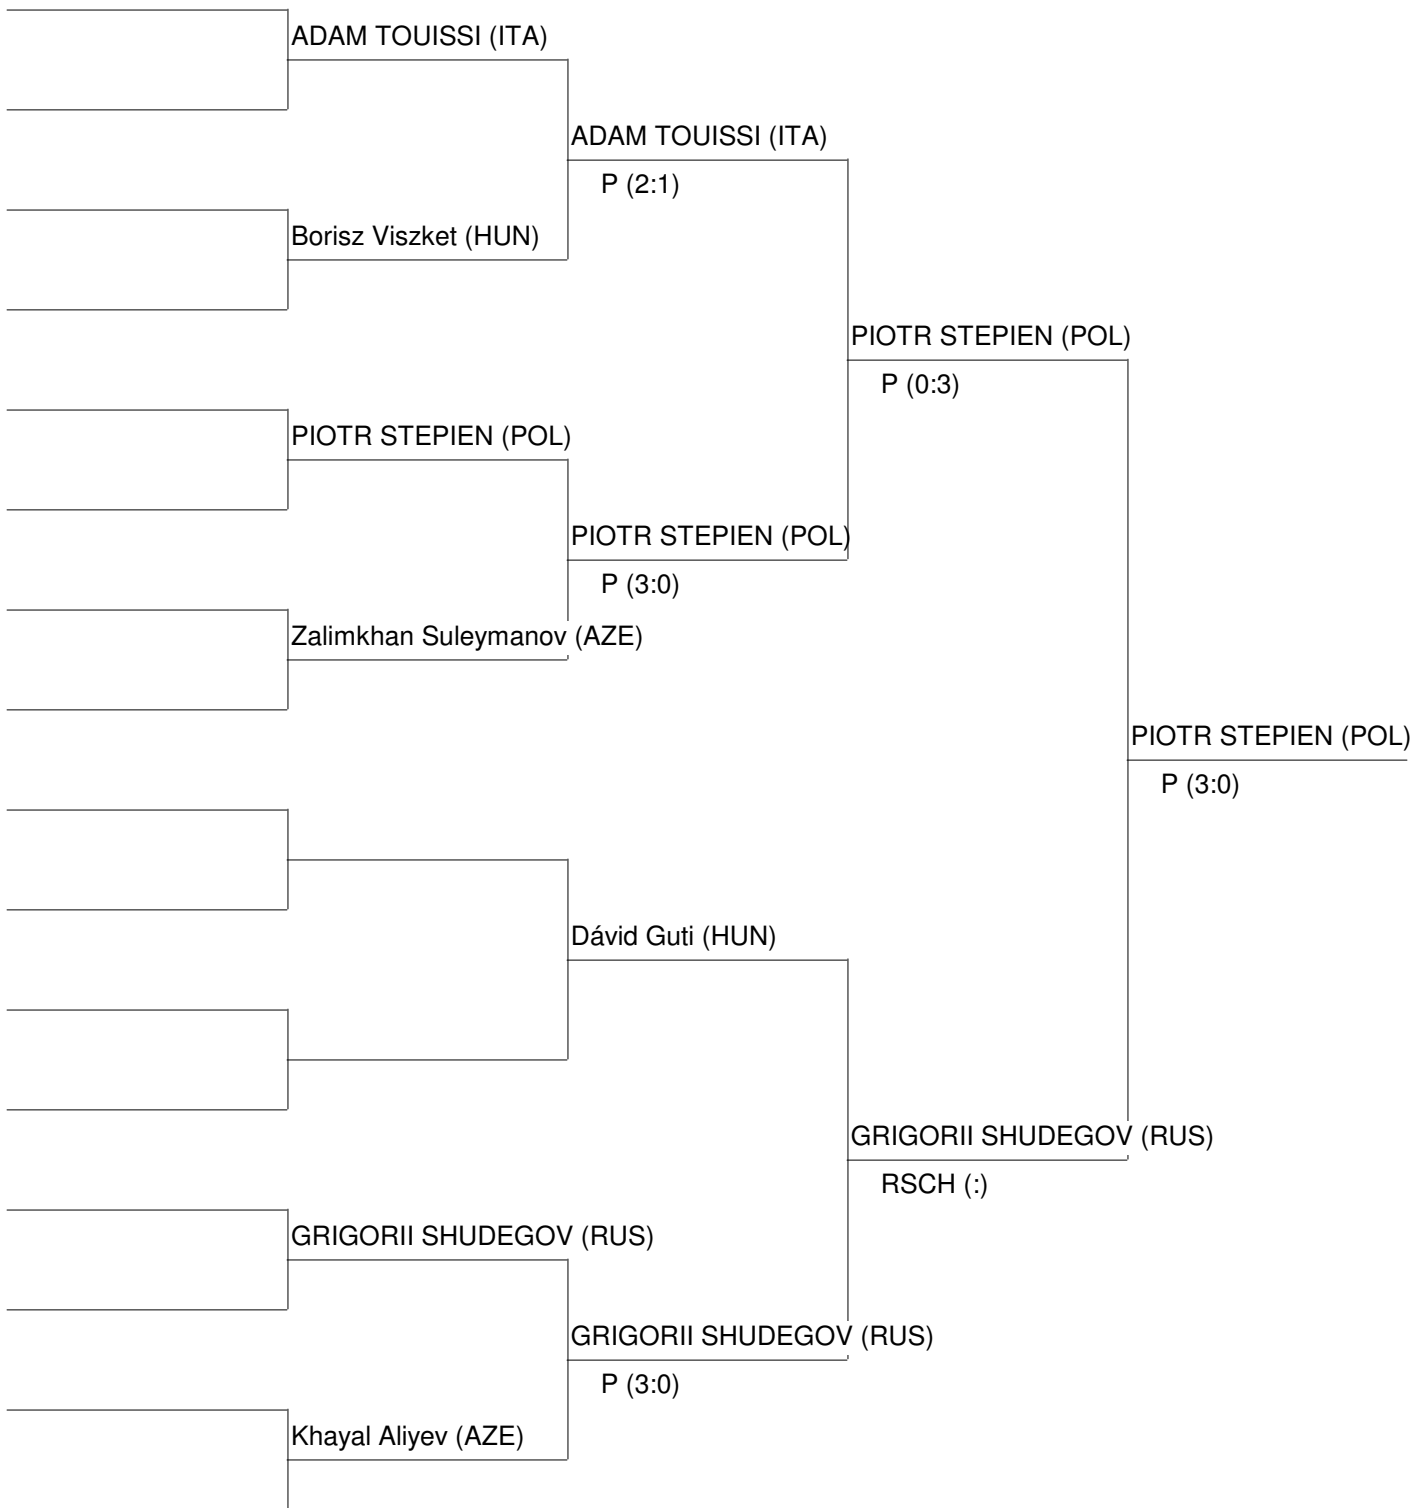 ADAM TOUISSI (ITA)
ADAM TOUISSI (ITA)
P (2:1)
Borisz Viszket (HUN)
PIOTR STEPIEN (POL)
P (0:3)
PIOTR STEPIEN (POL)
PIOTR STEPIEN (POL)
P (3:0)
Zalimkhan Suleymanov (AZE)
PIOTR STEPIEN (POL)
P (3:0)
Dávid Guti (HUN)
GRIGORII SHUDEGOV (RUS)
RSCH (:)
GRIGORII SHUDEGOV (RUS)
GRIGORII SHUDEGOV (RUS)
P (3:0)
Khayal Aliyev (AZE)